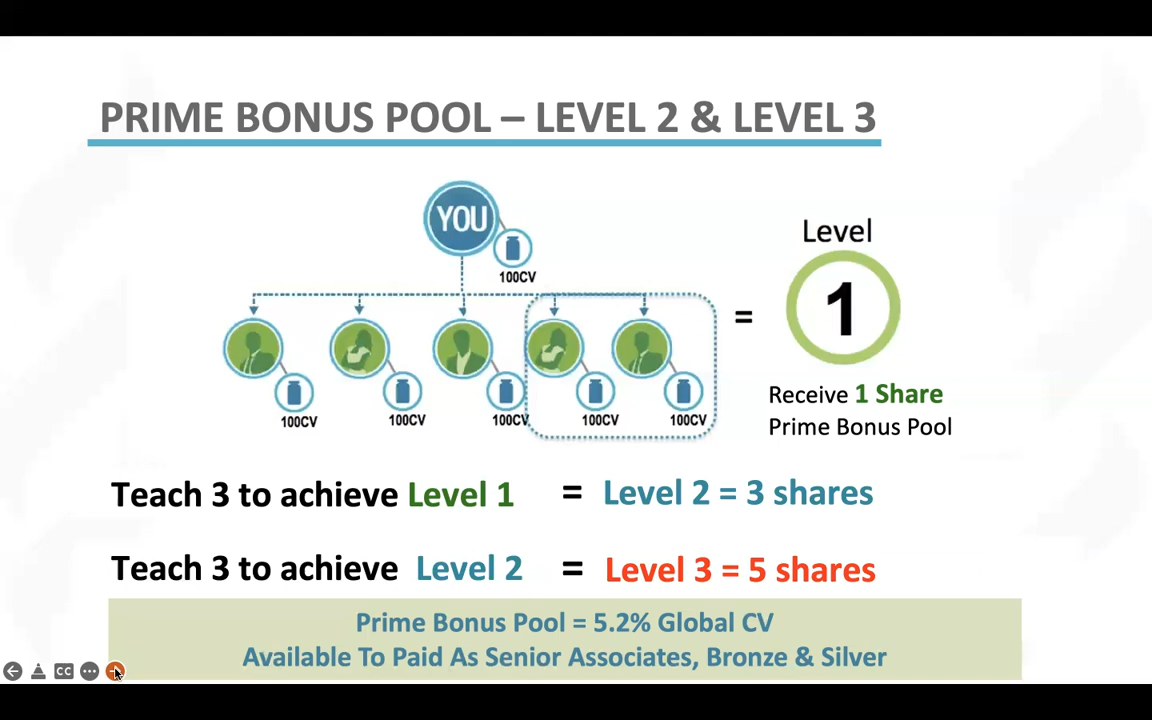 PRIME BONUS POOL – LEVEL 2 & LEVEL 3
YOU
100CV
Level
1
=
100CV
100CV
100CV
100CV
100CV
Receive 1 Share
Prime Bonus Pool
Teach 3 to achieve Level 1 = Level 2 = 3 shares
Teach 3 to achieve Level 2 = Level 3 = 5 shares
Prime Bonus Pool = 5.2% Global CV
Available To Paid As Senior Associates, Bronze & Silver
CC